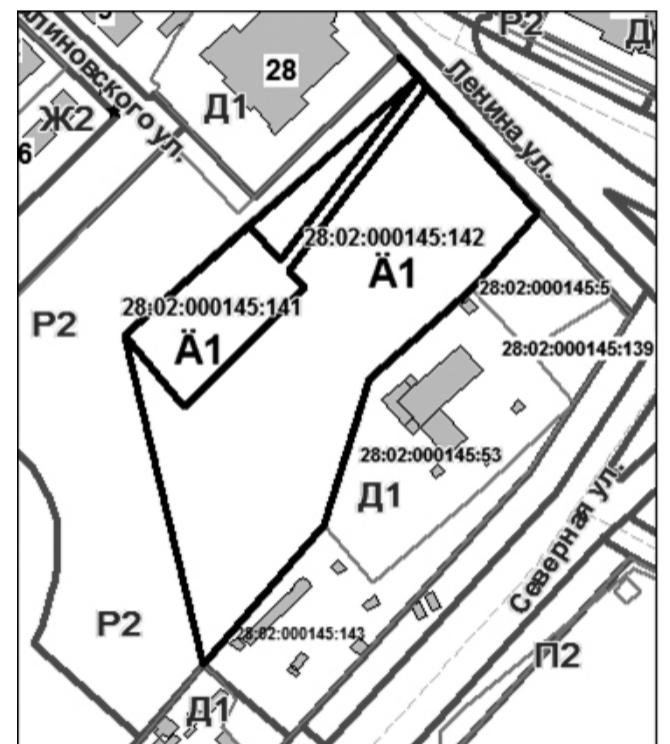 линовского ул.
28
Д1
Ж2
6
Р2
Д
Ленина ул.
28:02:000145:142
Ä1
28:02:000145:5
28:02:000145:141
Ä1
Р2
28:02:000145:139
28:02:000145:53
Д1
Северная ул.
Р2
28:02:000145:143
П2
Д1